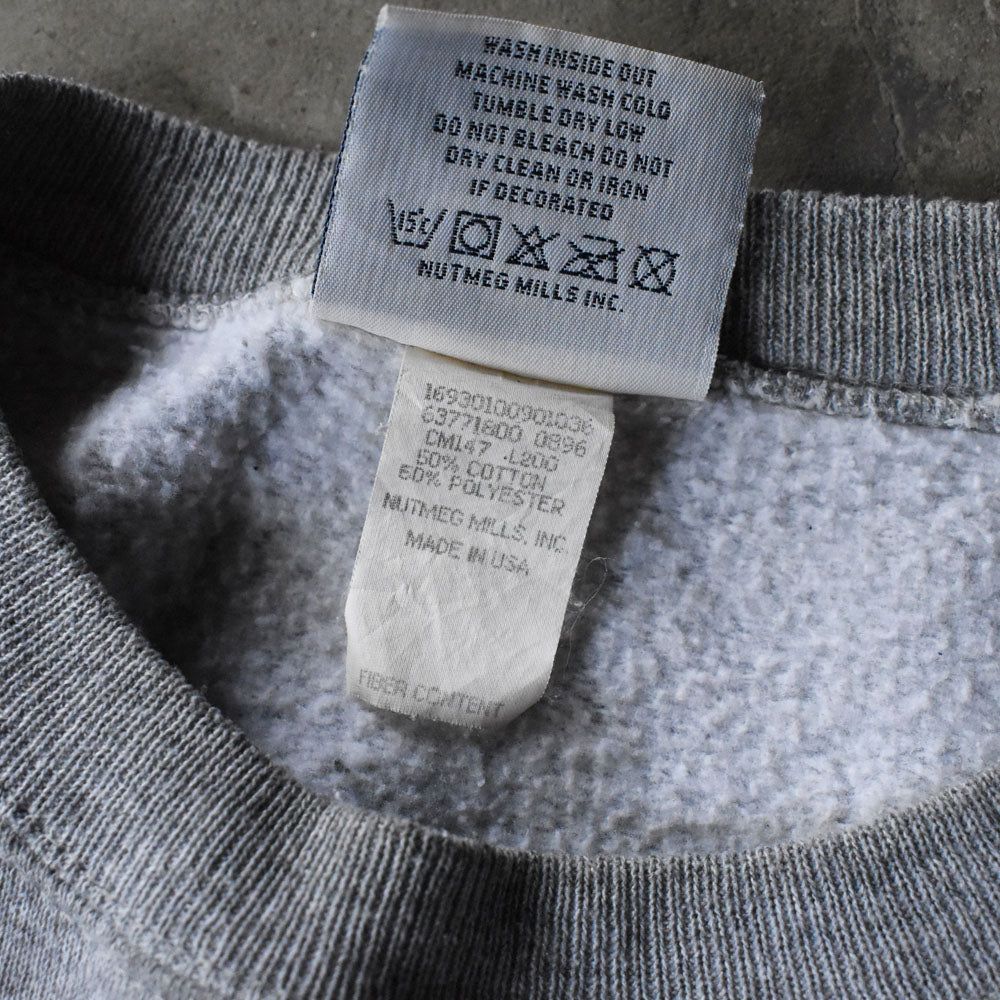 WASH INSIDE OUT
MACHINE WASH COLD
TUMBLE DRY LOW
DO NOT BLEACH DO NOT
DRY CLEAN OR IRON
IF DECORATED
15c
NUTMEG MILLS INC.
16930100901036
63771800 0896
CM147 .L200
50% COTTON
50% POLYESTER
NUTMEG MILLS, INC.
MADE IN USA
FIBER CONTENT